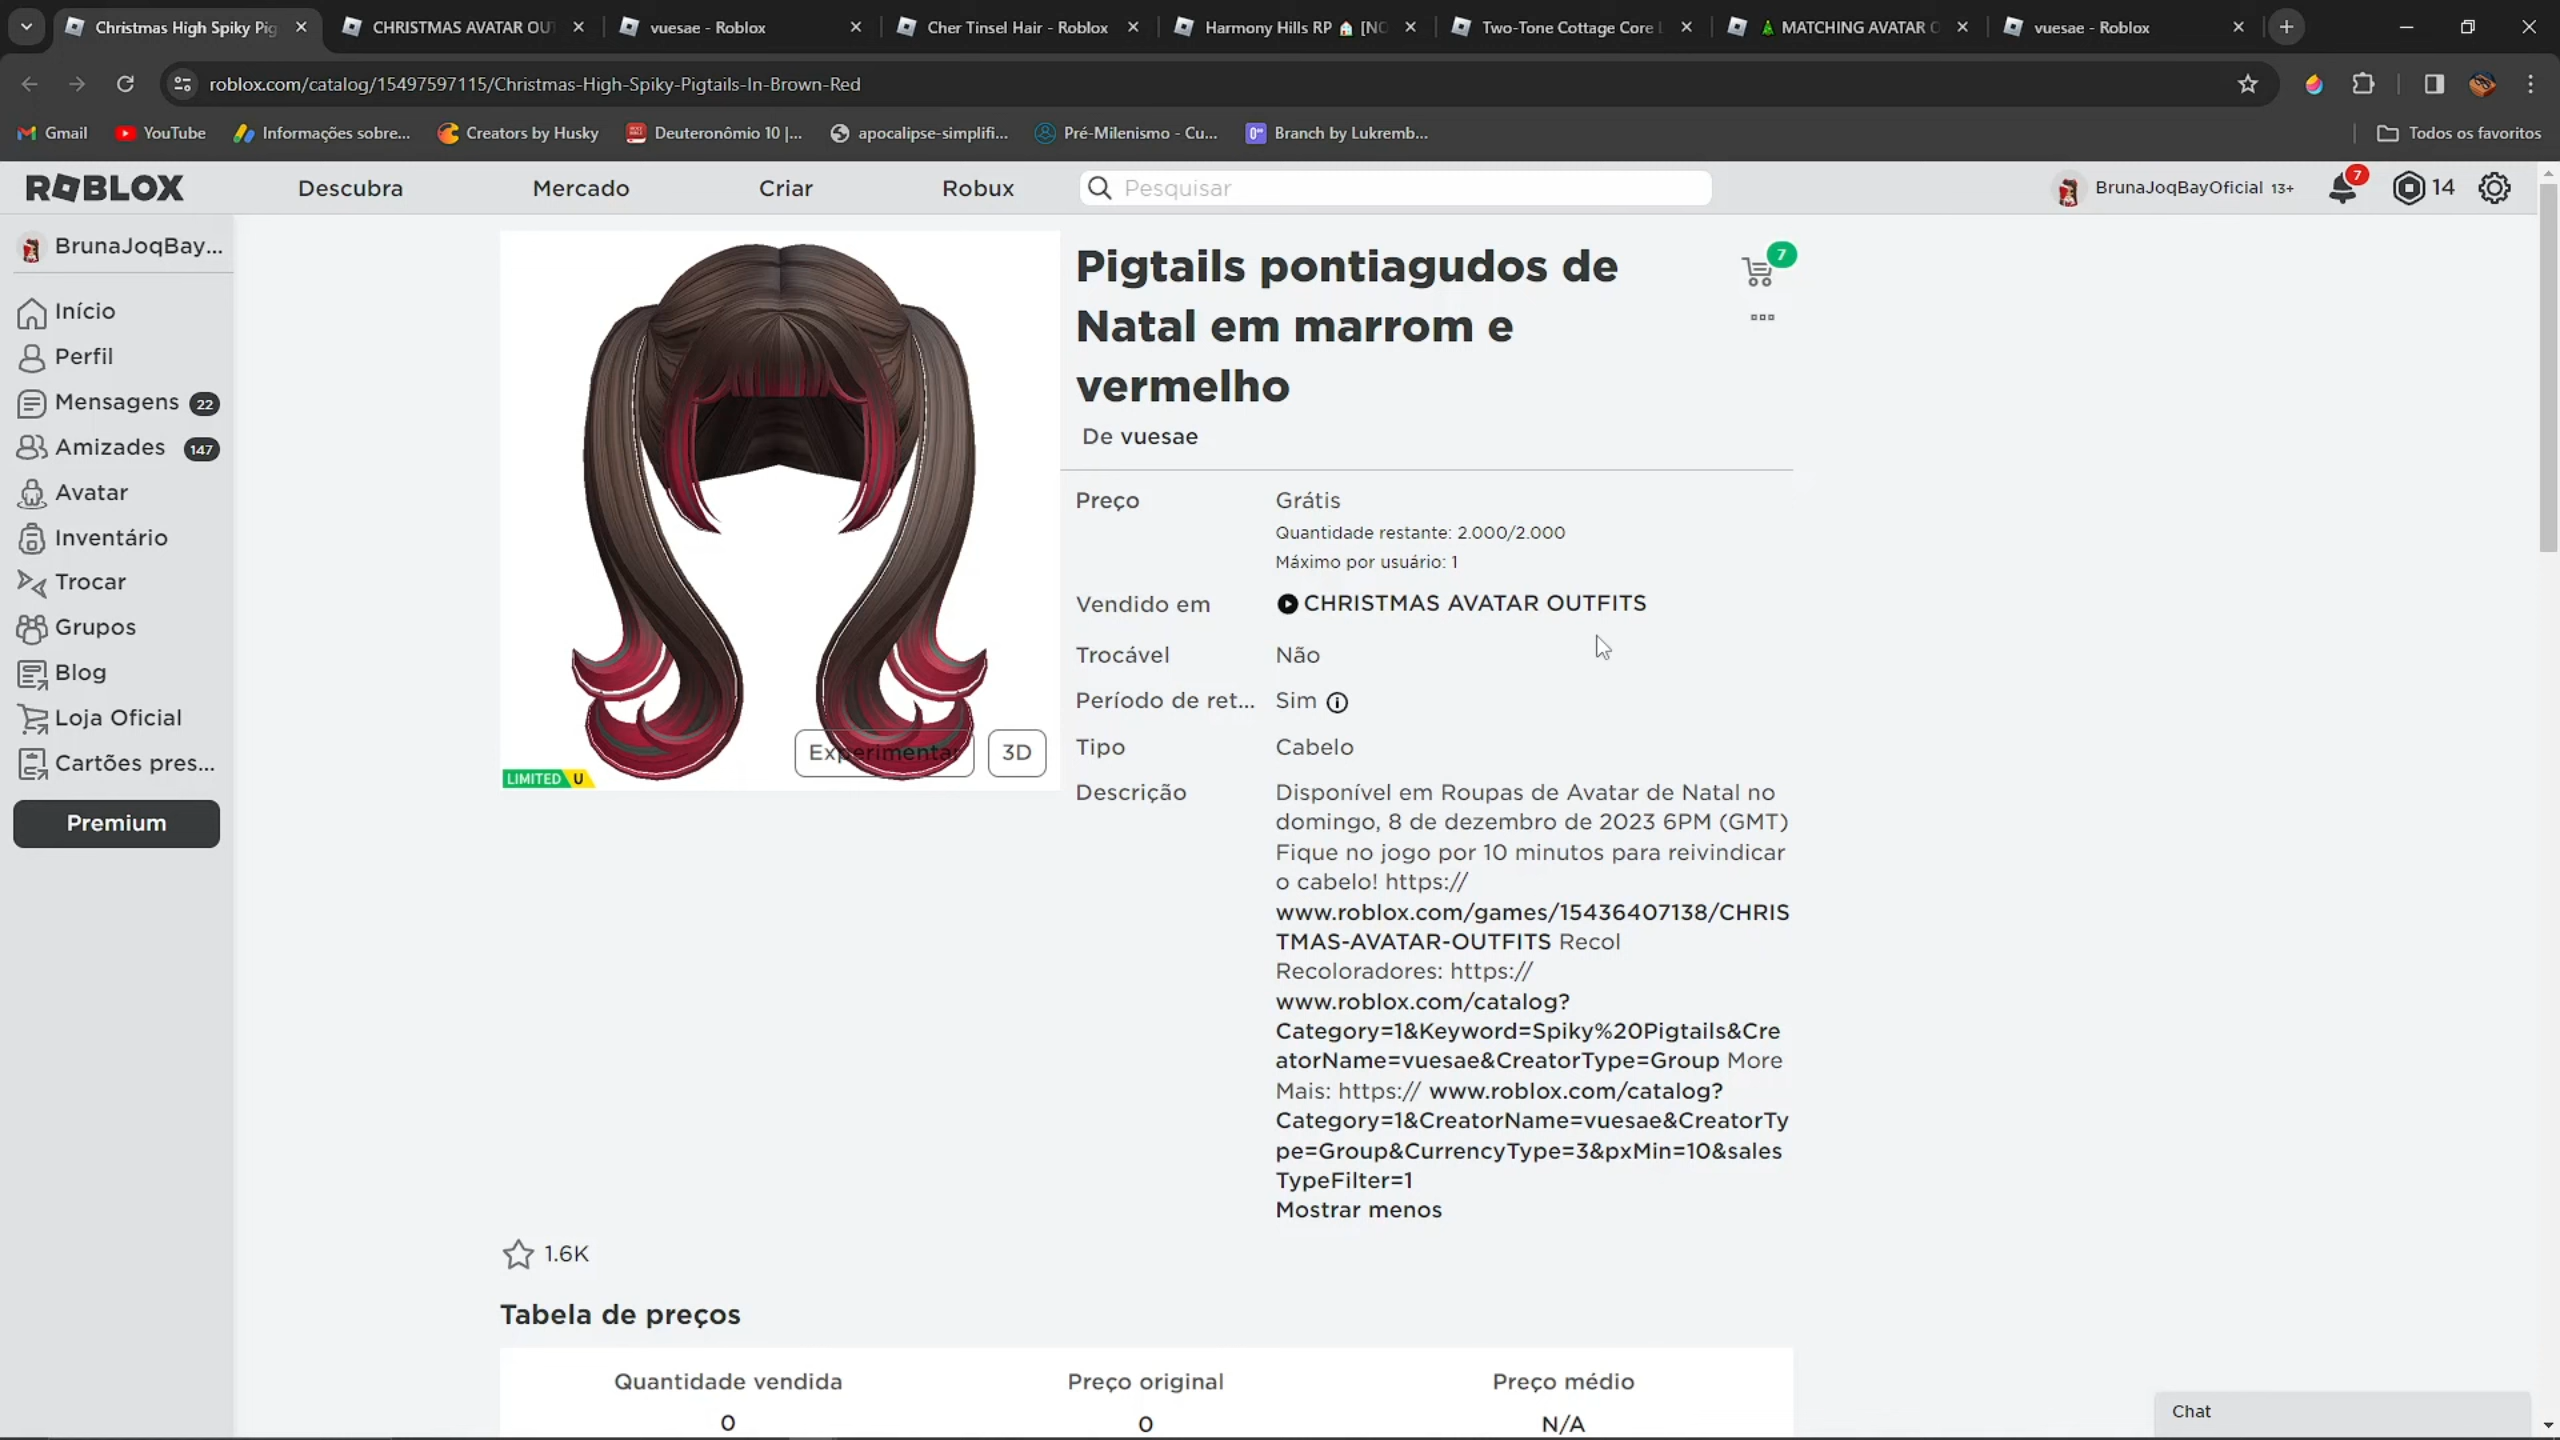 Christmas High Spiky Pig
CHRISTMAS AVATAR OUT
vuesae - Roblox
Cher Tinsel Hair - Roblox
Harmony Hills RP 🏠 [NO
Two-Tone Cottage Core L
🎄 MATCHING AVATAR O
vuesae - Roblox
roblox.com/catalog/15497597115/Christmas-High-Spiky-Pigtails-In-Brown-Red
Gmail
YouTube
Informações sobre...
Creators by Husky
Deuteronômio 10 |...
apocalipse-simplifi...
Pré-Milenismo - Cu...
Branch by Lukremb...
Todos os favoritos
ROBLOX
Descubra
Mercado
Criar
Robux
Pesquisar
BrunaJoqBayOficial 13+
7
14
BrunaJoqBay...
Início
Perfil
Mensagens 22
Amizades 147
Avatar
Inventário
Trocar
Grupos
Blog
Loja Oficial
Cartões pres...
Premium
Experimentar
3D
LIMITED U
Pigtails pontiagudos de
Natal em marrom e
vermelho
7
De vuesae
Preço Grátis
Quantidade restante: 2.000/2.000
Máximo por usuário: 1
Vendido em CHRISTMAS AVATAR OUTFITS
Trocável Não
Período de ret... Sim
Tipo Cabelo
Descrição Disponível em Roupas de Avatar de Natal no
domingo, 8 de dezembro de 2023 6PM (GMT)
Fique no jogo por 10 minutos para reivindicar
o cabelo! https://
www.roblox.com/games/15436407138/CHRIS
TMAS-AVATAR-OUTFITS Recol
Recoloradores: https://
www.roblox.com/catalog?
Category=1&Keyword=Spiky%20Pigtails&Cre
atorName=vuesae&CreatorType=Group More
Mais: https:// www.roblox.com/catalog?
Category=1&CreatorName=vuesae&CreatorTy
pe=Group&CurrencyType=3&pxMin=10&sales
TypeFilter=1
Mostrar menos
1.6K
Tabela de preços
Quantidade vendida
0
Preço original
0
Preço médio
N/A
Chat